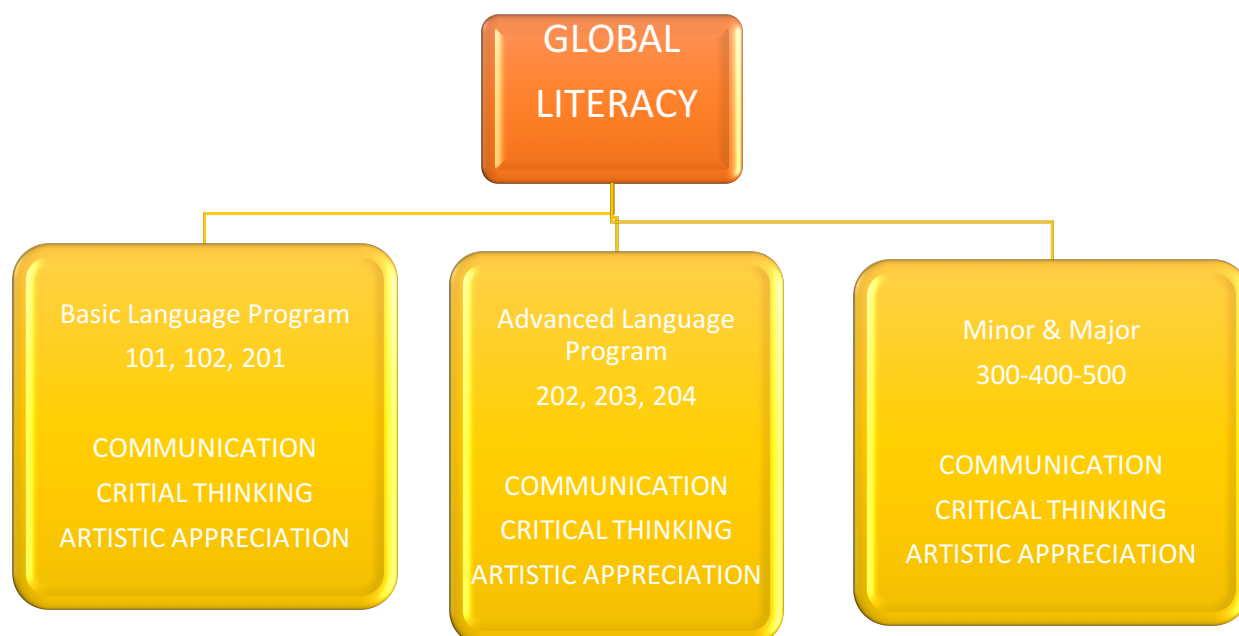 GLOBAL
LITERACY
Basic Language Program
101, 102, 201
COMMUNICATION
CRITIAL THINKING
ARTISTIC APPRECIATION
Advanced Language
Program
202, 203, 204
COMMUNICATION
CRITICAL THINKING
ARTISTIC APPRECIATION
Minor & Major
300-400-500
COMMUNICATION
CRITICAL THINKING
ARTISTIC APPRECIATION